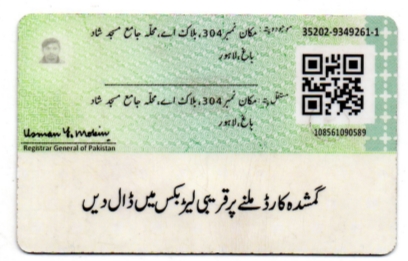 35202-9349261-1
موجودہ پتہ: مکان نمبر 304، بلاک اے، محلّہ جامع مسجد شاد
باغ، لاہور
مستقل پتہ: مکان نمبر 304، بلاک اے، محلّہ جامع مسجد شاد
باغ، لاہور
Usman Y. Mobin
Registrar General of Pakistan
108561090589
گمشدہ کارڈ ملنے پر قریبی لیٹر بکس میں ڈال دیں